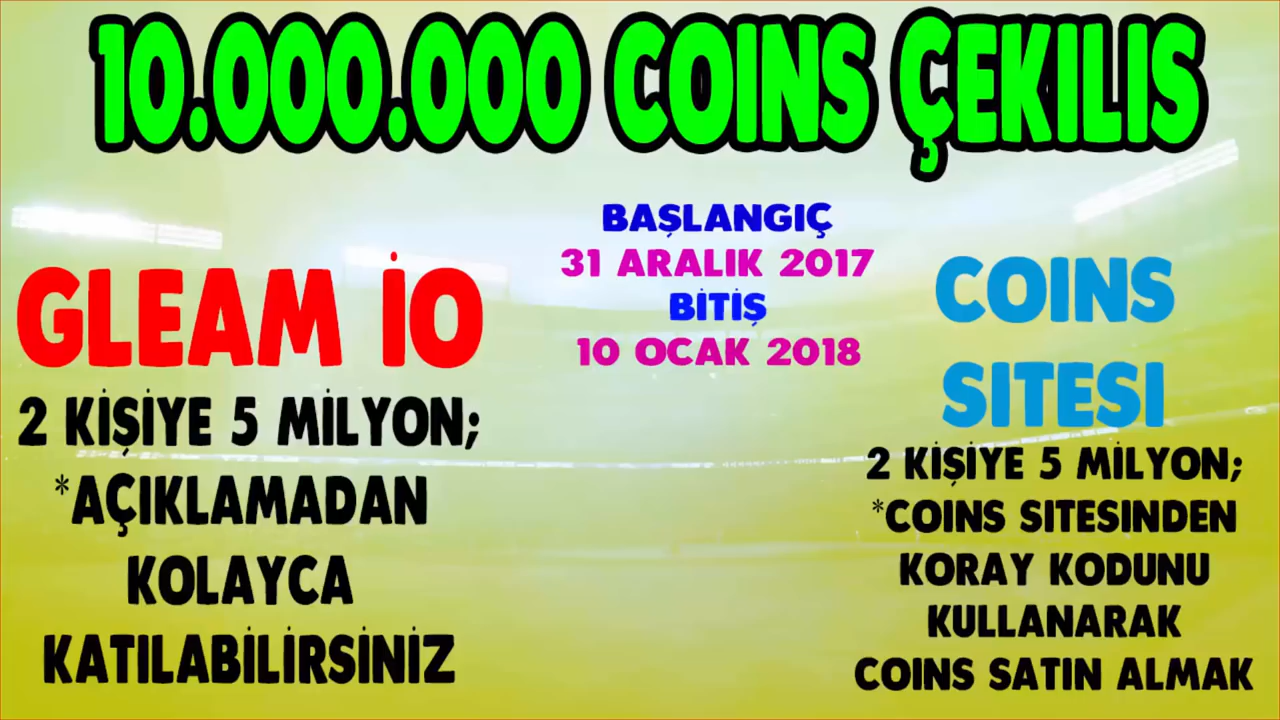 10.000.000 COINS ÇEKILIS
BAŞLANGIÇ
31 ARALIK 2017
BİTİŞ
10 OCAK 2018
GLEAM İO
2 KİŞİYE 5 MİLYON;
*AÇIKLAMADAN
KOLAYCA
KATILABİLİRSİNİZ
COINS
SITESI
2 KİŞİYE 5 MİLYON;
*COINS SITESINDEN
KORAY KODUNU
KULLANARAK
COINS SATIN ALMAK